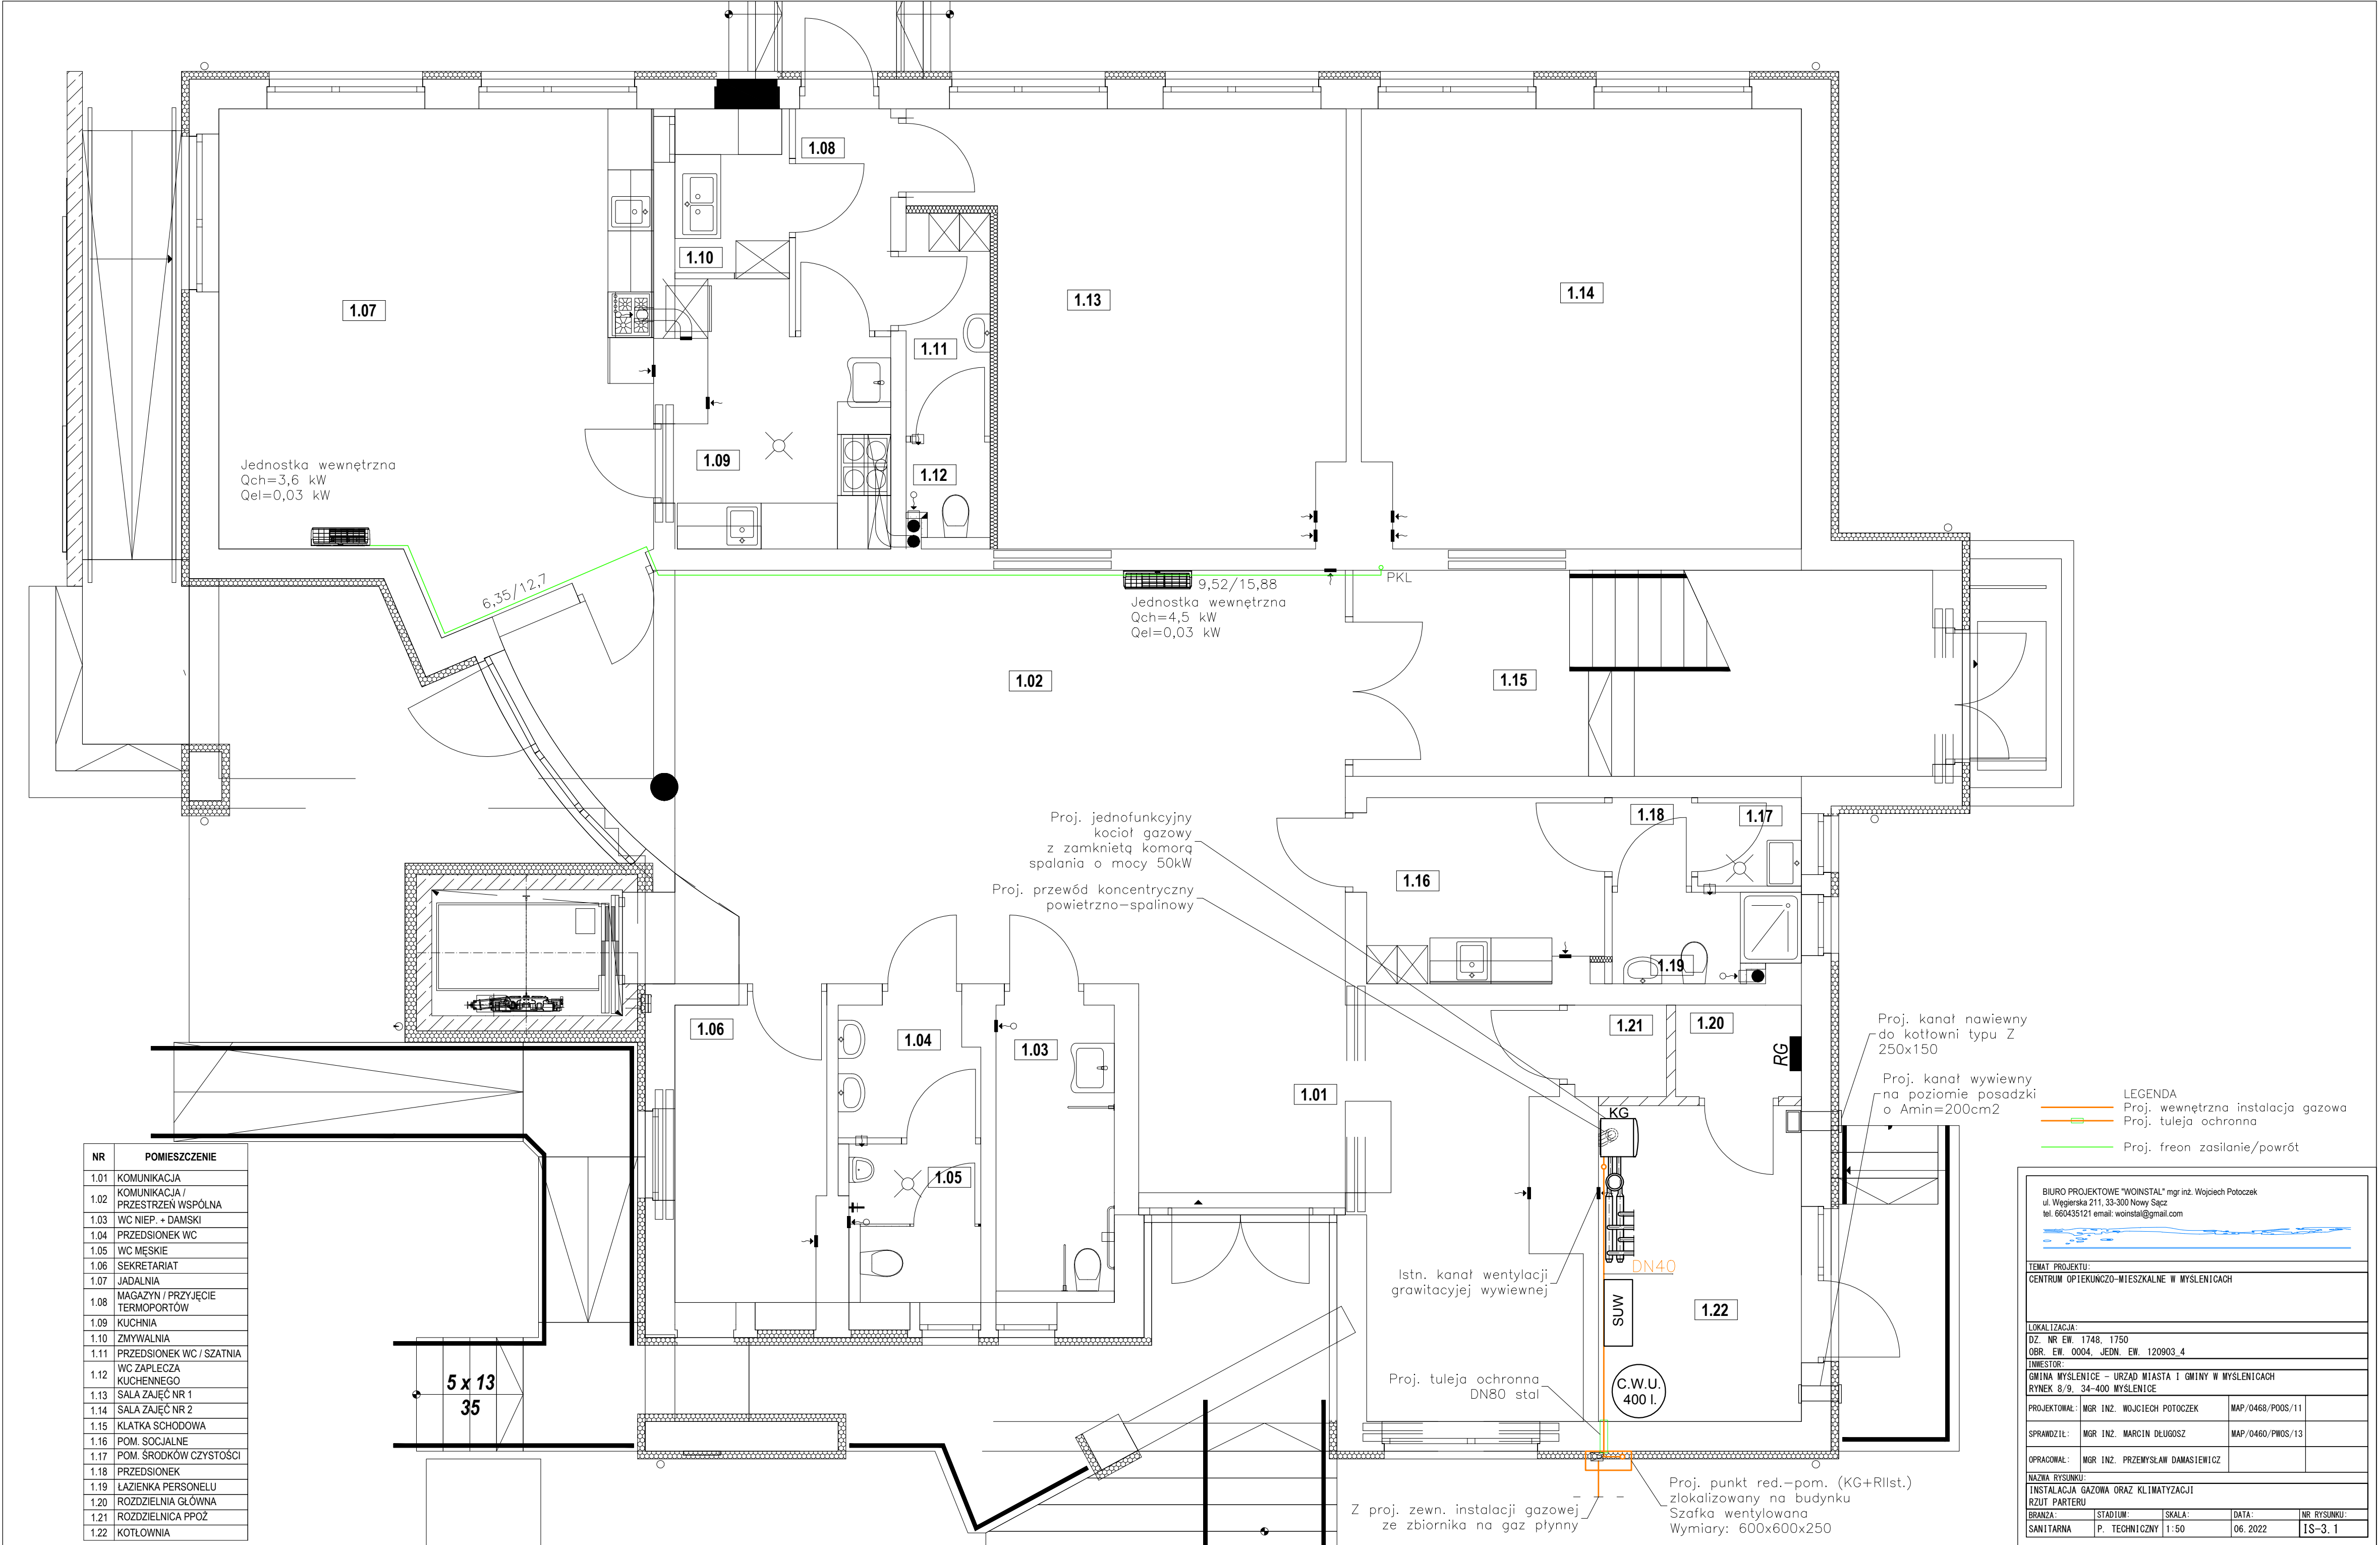 1.08
1.10
1.07
1.13
1.14
1.11
1.09
1.12
Jednostka wewnętrzna
Qch=3,6 kW
Qel=0,03 kW
6,35/12,7
9,52/15,88
PKL
Jednostka wewnętrzna
Qch=4,5 kW
Qel=0,03 kW
1.02
1.15
Proj. jednofunkcyjny
kocioł gazowy
z zamkniętą komorą
spalania o mocy 50kW
Proj. przewód koncentryczny
powietrzno-spalinowy
1.18
1.17
1.16
1.19
1.06
1.04
1.03
1.05
1.01
1.21
1.20
RG
KG
Proj. kanał nawiewny
do kotłowni typu Z
250x150
Proj. kanał wywiewny
na poziomie posadzki
o Amin=200cm2
LEGENDA
Proj. wewnętrzna instalacja gazowa
Proj. tuleja ochronna
Proj. freon zasilanie/powrót
Istn. kanał wentylacji
grawitacyjej wywiewnej
DN40
SUW
1.22
Proj. tuleja ochronna
DN80 stal
C.W.U.
400 l.
Z proj. zewn. instalacji gazowej
ze zbiornika na gaz płynny
Proj. punkt red.-pom. (KG+RIIst.)
zlokalizowany na budynku
Szafka wentylowana
Wymiary: 600x600x250
5 x 13
35
NR POMIESZCZENIE
1.01 KOMUNIKACJA
1.02 KOMUNIKACJA /
PRZESTRZEŃ WSPÓLNA
1.03 WC NIEP. + DAMSKI
1.04 PRZEDSIONEK WC
1.05 WC MĘSKIE
1.06 SEKRETARIAT
1.07 JADALNIA
1.08 MAGAZYN / PRZYJĘCIE
TERMOPORTÓW
1.09 KUCHNIA
1.10 ZMYWALNIA
1.11 PRZEDSIONEK WC / SZATNIA
1.12 WC ZAPLECZA
KUCHENNEGO
1.13 SALA ZAJĘĆ NR 1
1.14 SALA ZAJĘĆ NR 2
1.15 KLATKA SCHODOWA
1.16 POM. SOCJALNE
1.17 POM. ŚRODKÓW CZYSTOŚCI
1.18 PRZEDSIONEK
1.19 ŁAZIENKA PERSONELU
1.20 ROZDZIELNIA GŁÓWNA
1.21 ROZDZIELNICA PPOŻ
1.22 KOTŁOWNIA
BIURO PROJEKTOWE "WOINSTAL" mgr inż. Wojciech Potoczek
ul. Węgierska 211, 33-300 Nowy Sącz
tel. 660435121 email: woinstal@gmail.com
TEMAT PROJEKTU:
CENTRUM OPIEKUŃCZO-MIESZKALNE W MYŚLENICACH
LOKALIZACJA:
DZ. NR EW. 1748, 1750
OBR. EW. 0004, JEDN. EW. 120903_4
INWESTOR:
GMINA MYŚLENICE - URZĄD MIASTA I GMINY W MYŚLENICACH
RYNEK 8/9, 34-400 MYŚLENICE
PROJEKTOWAŁ: MGR INŻ. WOJCIECH POTOCZEK MAP/0468/POOS/11
SPRAWDZIŁ: MGR INŻ. MARCIN DŁUGOSZ MAP/0460/PWOS/13
OPRACOWAŁ: MGR INŻ. PRZEMYSŁAW DAMASIEWICZ
NAZWA RYSUNKU:
INSTALACJA GAZOWA ORAZ KLIMATYZACJI
RZUT PARTERU
BRANŻA: STADIUM: SKALA: DATA: NR RYSUNKU:
SANITARNA P. TECHNICZNY 1:50 06.2022 IS-3.1